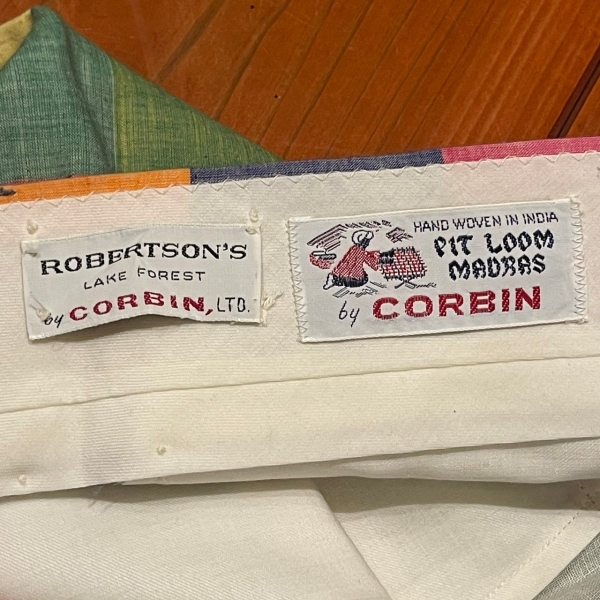 ROBERTSON'S
LAKE FOREST
by CORBIN, LTD.
HAND WOVEN IN INDIA
PIT LOOM
MADRAS
by CORBIN